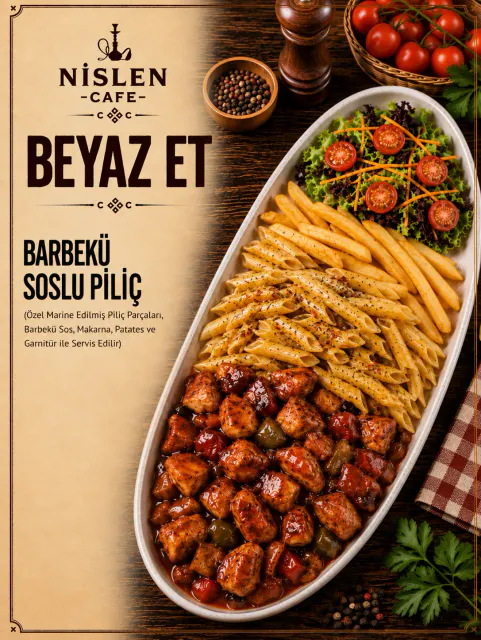 NİSLEN
-CAFE-
BEYAZ ET
BARBEKÜ
SOSLU PİLİÇ
(Özel Marine Edilmiş Piliç Parçaları,
Barbekü Sos, Makarna, Patates ve
Garnitür ile Servis Edilir)